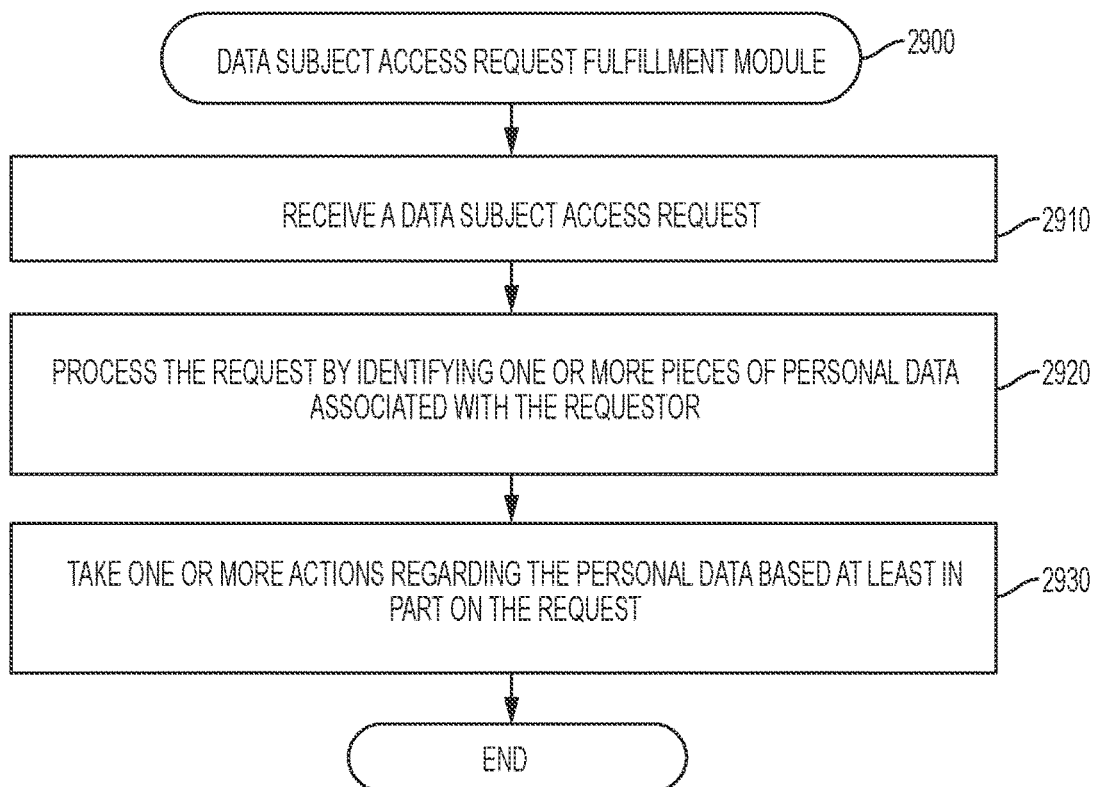 DATA SUBJECT ACCESS REQUEST FULFILLMENT MODULE
2900
RECEIVE A DATA SUBJECT ACCESS REQUEST
2910
PROCESS THE REQUEST BY IDENTIFYING ONE OR MORE PIECES OF PERSONAL DATA
ASSOCIATED WITH THE REQUESTOR
2920
TAKE ONE OR MORE ACTIONS REGARDING THE PERSONAL DATA BASED AT LEAST IN
PART ON THE REQUEST
2930
END